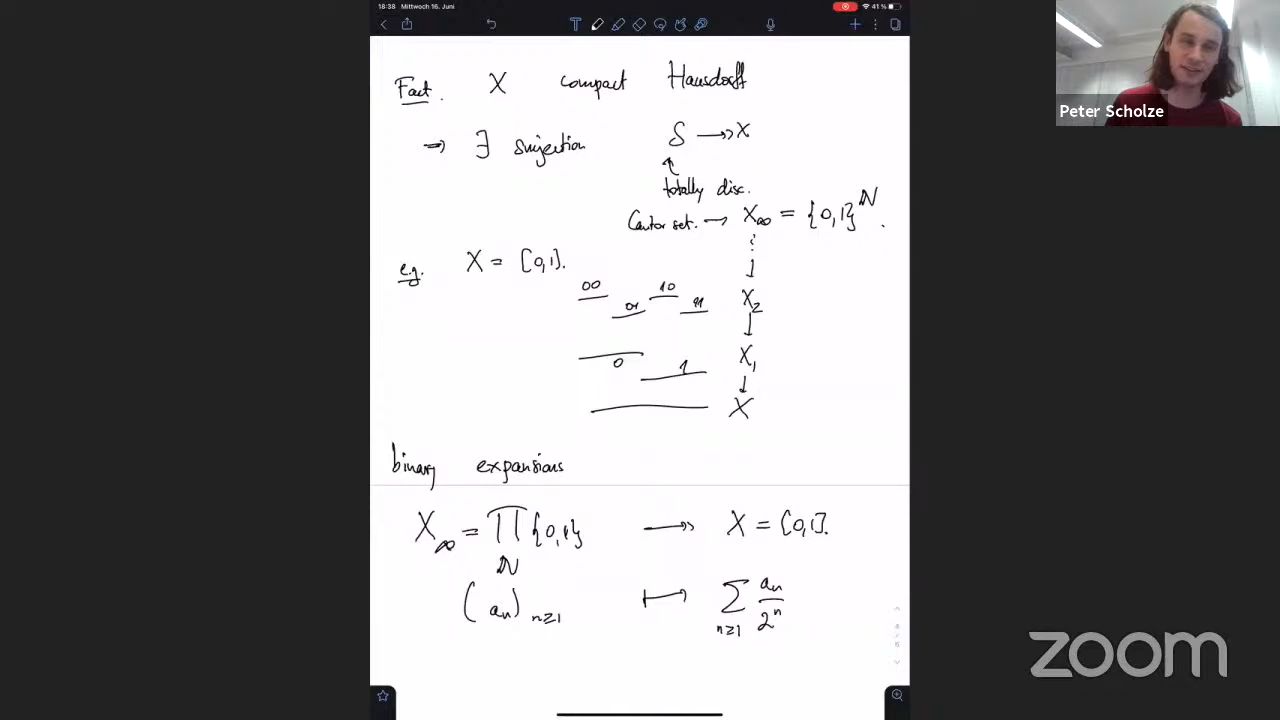 18:38 Mittwoch 16. Juni
41 %
T
Peter Scholze
Fact. X compact Hausdorff
⇒ ∃ surjection S ↠ X
↑
totally disc.
Cantor set. → X∞ = {0,1}^ℕ.
⋮
↓
e.g. X = [0,1].
00 01 10 11 X₂
↓
0 1 X₁
↓
X
binary expansions
X∞ = ∏ {0,1} ↠ X = [0,1].
ℕ
(aₙ)ₙ≥₁ ↦ ∑ aₙ/2ⁿ
n≥1
zoom